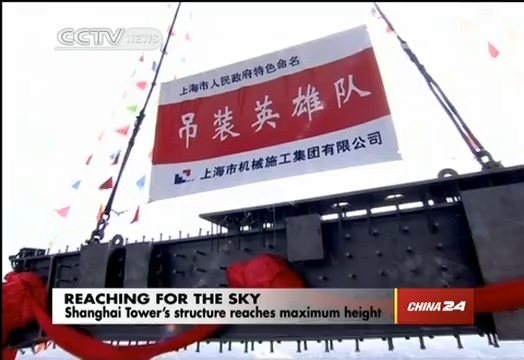 CCTV NEWS
上海市人民政府特色命名
吊装英雄队
上海市机械施工集团有限公司
REACHING FOR THE SKY
Shanghai Tower's structure reaches maximum height
CHINA 24